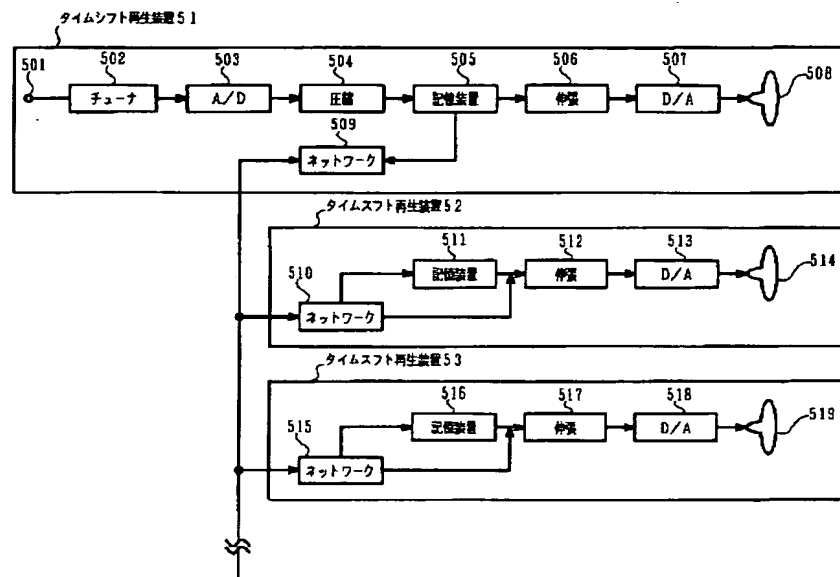 タイムシフト再生装置51
501
502
503
504
505
506
507
508
チューナ
A/D
圧縮
記憶装置
伸張
D/A
509
ネットワーク
タイムスフト再生装置52
510
511
512
513
514
記憶装置
伸張
D/A
ネットワーク
タイムスフト再生装置53
515
516
517
518
519
記憶装置
伸張
D/A
ネットワーク